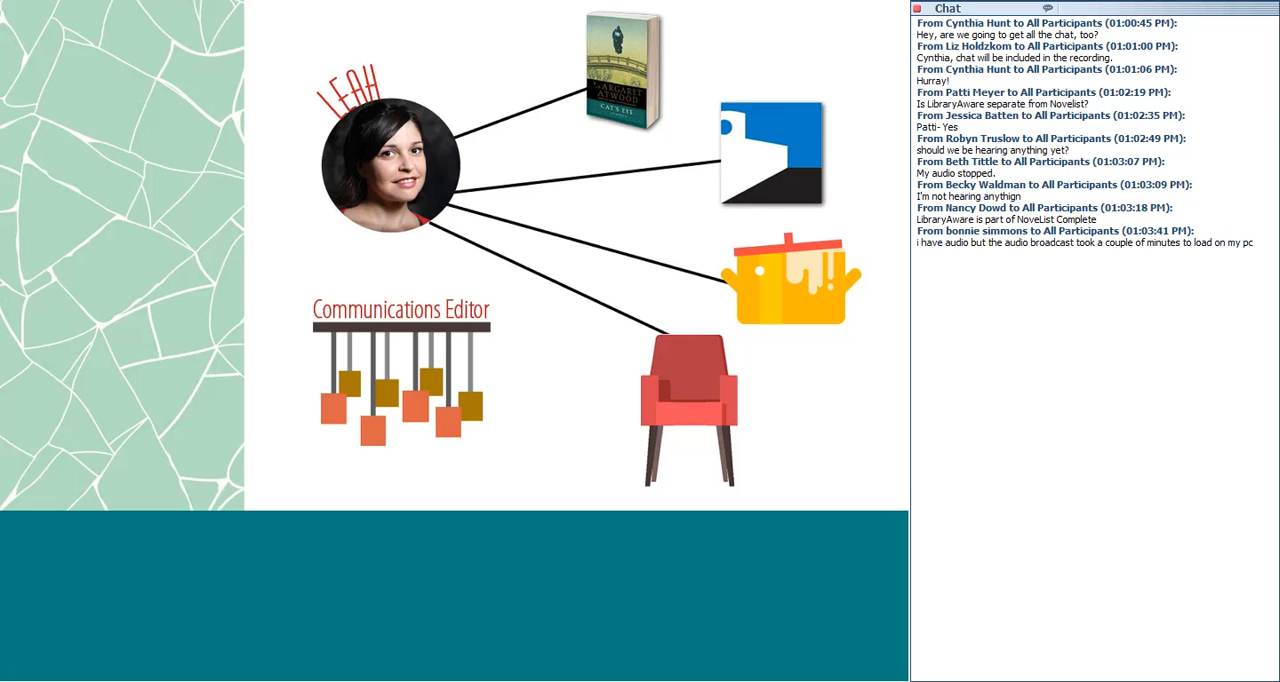 LEAH
MARGARET
ATWOOD
CAT'S EYE
Communications Editor
Chat
From Cynthia Hunt to All Participants (01:00:45 PM):
Hey, are we going to get all the chat, too?
From Liz Holdzkom to All Participants (01:01:00 PM):
Cynthia, chat will be included in the recording.
From Cynthia Hunt to All Participants (01:01:06 PM):
Hurray!
From Patti Meyer to All Participants (01:02:19 PM):
Is LibraryAware separate from Novelist?
From Jessica Batten to All Participants (01:02:35 PM):
Patti- Yes
From Robyn Truslow to All Participants (01:02:49 PM):
should we be hearing anything yet?
From Beth Tittle to All Participants (01:03:07 PM):
My audio stopped.
From Becky Waldman to All Participants (01:03:09 PM):
I'm not hearing anythign
From Nancy Dowd to All Participants (01:03:18 PM):
LibraryAware is part of NoveList Complete
From bonnie simmons to All Participants (01:03:41 PM):
i have audio but the audio broadcast took a couple of minutes to load on my pc